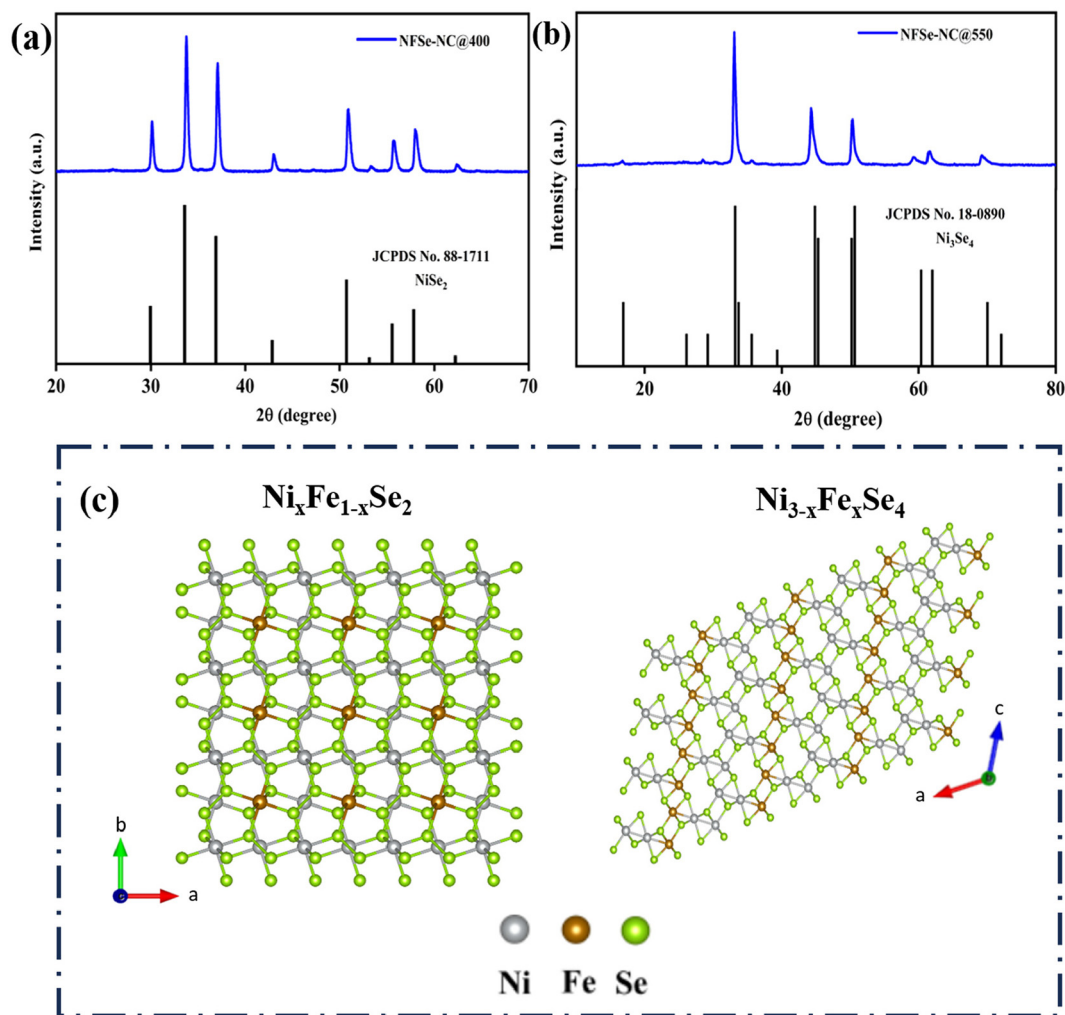 (a)
NFSe-NC@400
Intensity (a.u.)
JCPDS No. 88-1711
NiSe₂
20 30 40 50 60 70
2θ (degree)
(b)
NFSe-NC@550
Intensity (a.u.)
JCPDS No. 18-0890
Ni₃Se₄
20 40 60 80
2θ (degree)
(c)
NiₓFe₁₋ₓSe₂
Ni₃₋ₓFeₓSe₄
b
a
c
a
b
Ni Fe Se